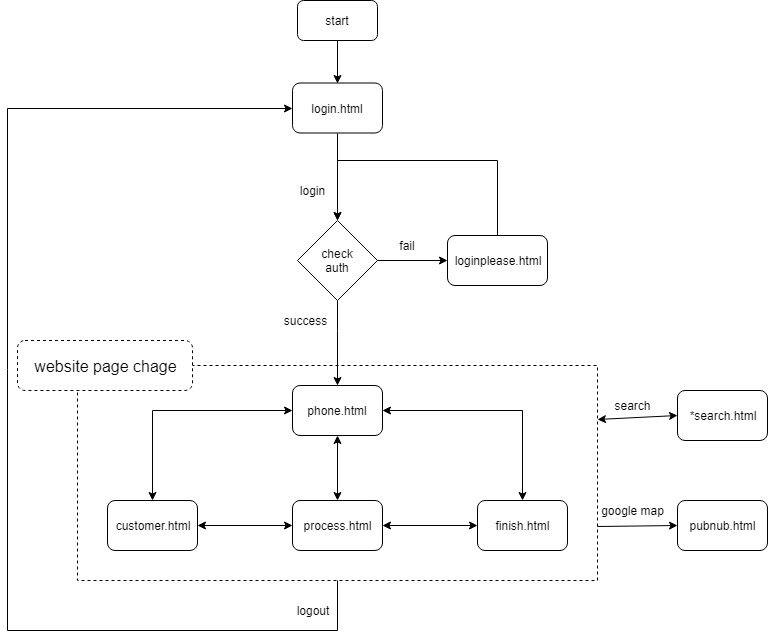 start
login.html
login
check
auth
fail
loginplease.html
success
website page chage
phone.html
search
*search.html
customer.html
process.html
finish.html
google map
pubnub.html
logout